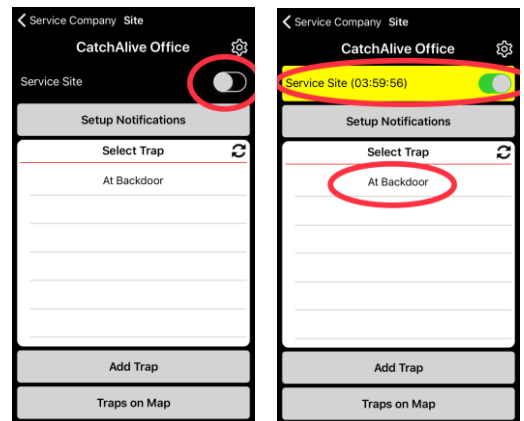 Service Company Site
CatchAlive Office
Service Site
Setup Notifications
Select Trap
At Backdoor
Add Trap
Traps on Map
Service Company Site
CatchAlive Office
Service Site (03:59:56)
Setup Notifications
Select Trap
At Backdoor
Add Trap
Traps on Map